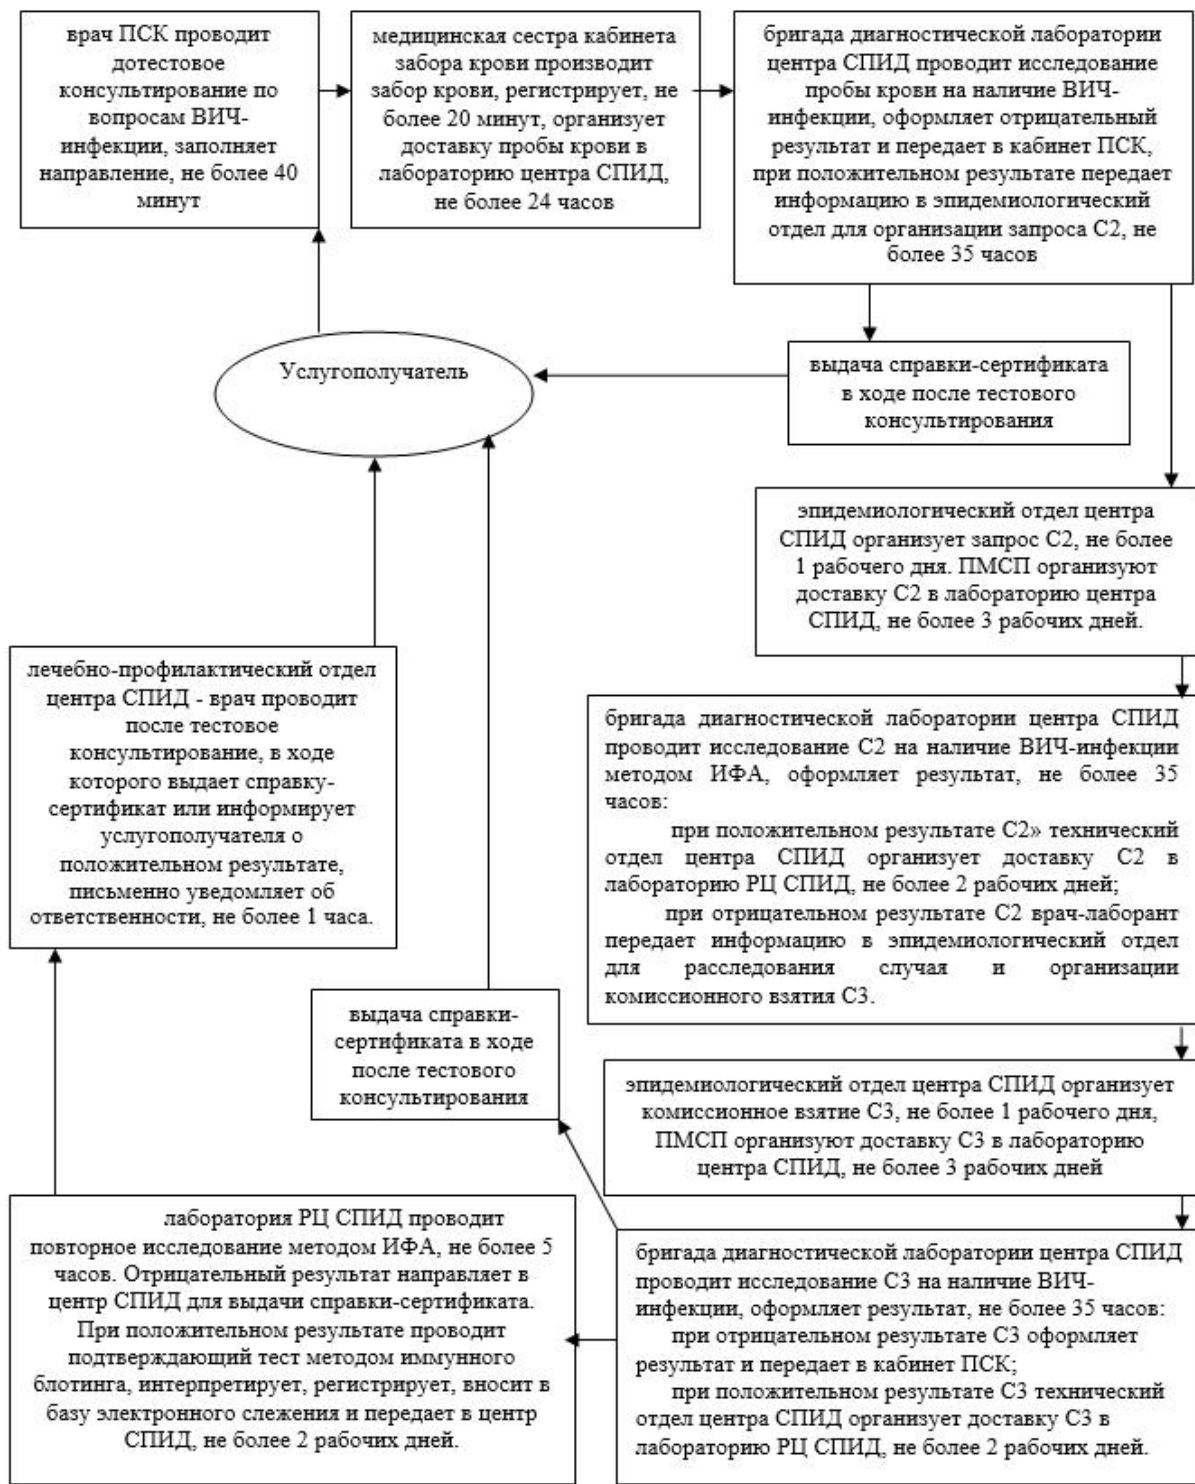 врач ПСК проводит
дотестовое
консультирование по
вопросам ВИЧ-
инфекции, заполняет
направление, не более 40
минут
медицинская сестра кабинета
забора крови производит
забор крови, регистрирует, не
более 20 минут, организует
доставку пробы крови в
лабораторию центра СПИД,
не более 24 часов
бригада диагностической лаборатории
центра СПИД проводит исследование
пробы крови на наличие ВИЧ-
инфекции, оформляет отрицательный
результат и передает в кабинет ПСК,
при положительном результате передает
информацию в эпидемиологический
отдел для организации запроса С2, не
более 35 часов
Услугополучатель
выдача справки-сертификата
в ходе после тестового
консультирования
эпидемиологический отдел центра
СПИД организует запрос С2, не более
1 рабочего дня. ПМСП организуют
доставку С2 в лабораторию центра
СПИД, не более 3 рабочих дней.
лечебно-профилактический отдел
центра СПИД - врач проводит
после тестовое
консультирование, в ходе
которого выдает справку-
сертификат или информирует
услугополучателя о
положительном результате,
письменно уведомляет об
ответственности, не более 1 часа.
бригада диагностической лаборатории центра СПИД
проводит исследование С2 на наличие ВИЧ-инфекции
методом ИФА, оформляет результат, не более 35
часов:
при положительном результате С2» технический
отдел центра СПИД организует доставку С2 в
лабораторию РЦ СПИД, не более 2 рабочих дней;
при отрицательном результате С2 врач-лаборант
передает информацию в эпидемиологический отдел
для расследования случая и организации
комиссионного взятия С3.
выдача справки-
сертификата в ходе
после тестового
консультирования
эпидемиологический отдел центра СПИД организует
комиссионное взятие С3, не более 1 рабочего дня,
ПМСП организуют доставку С3 в лабораторию
центра СПИД, не более 3 рабочих дней
лаборатория РЦ СПИД проводит
повторное исследование методом ИФА, не более 5
часов. Отрицательный результат направляет в
центр СПИД для выдачи справки-сертификата.
При положительном результате проводит
подтверждающий тест методом иммунного
блотинга, интерпретирует, регистрирует, вносит в
базу электронного слежения и передает в центр
СПИД, не более 2 рабочих дней.
бригада диагностической лаборатории центра СПИД
проводит исследование С3 на наличие ВИЧ-
инфекции, оформляет результат, не более 35 часов:
при отрицательном результате С3 оформляет
результат и передает в кабинет ПСК;
при положительном результате С3 технический
отдел центра СПИД организует доставку С3 в
лабораторию РЦ СПИД, не более 2 рабочих дней.